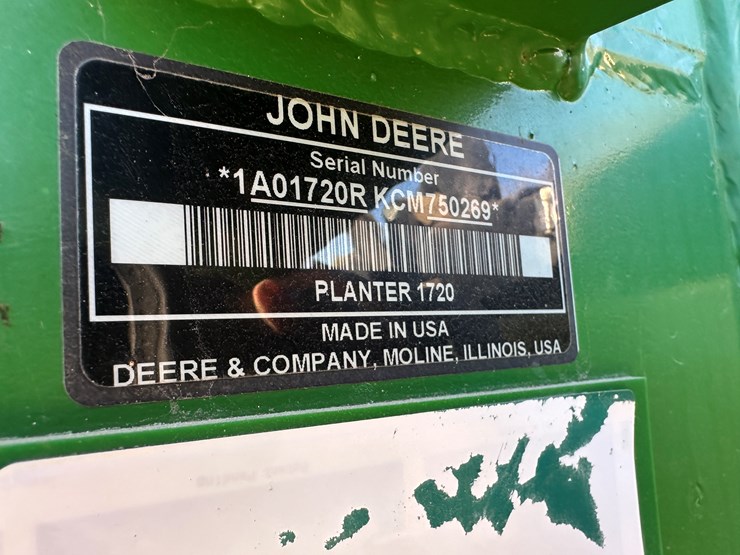 JOHN DEERE
Serial Number
*1A01720R KCM750269*
PLANTER 1720
MADE IN USA
DEERE & COMPANY, MOLINE, ILLINOIS, USA